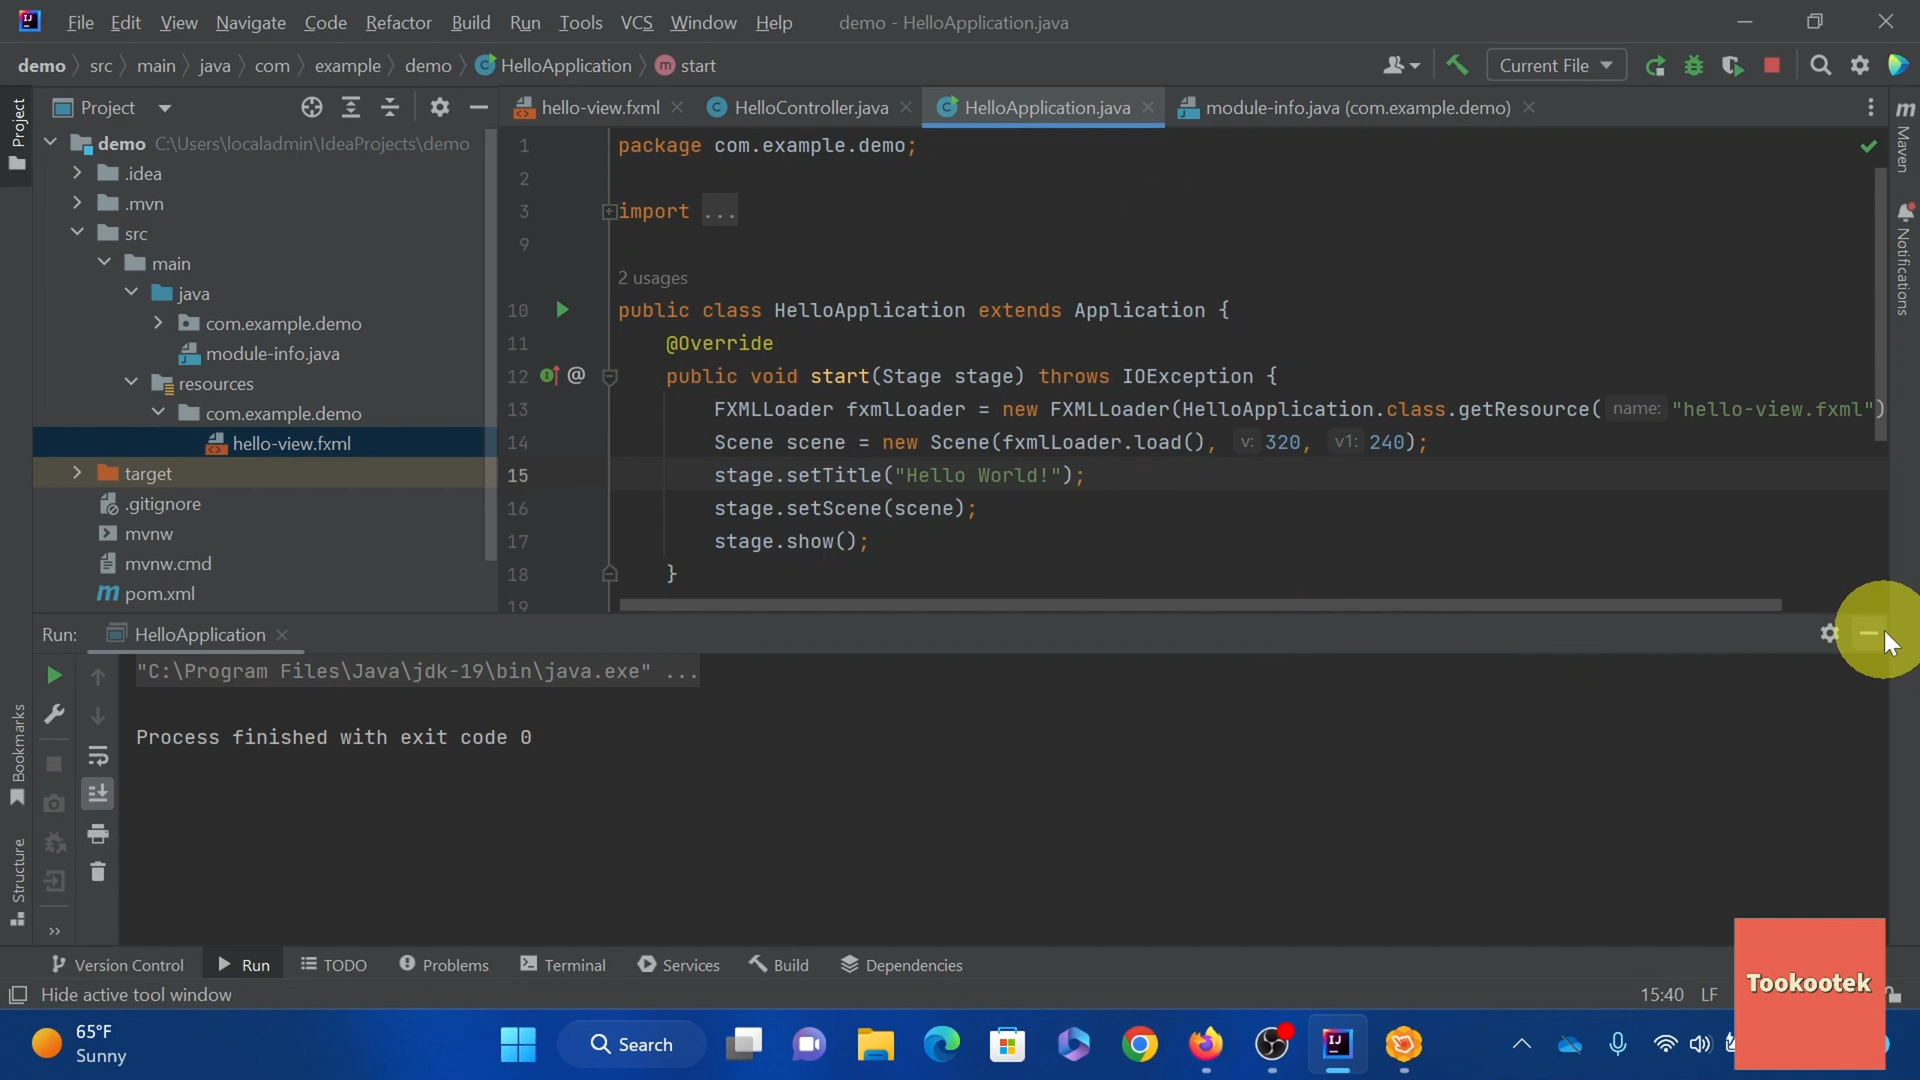 File Edit View Navigate Code Refactor Build Run Tools VCS Window Help demo - HelloApplication.java
demo src main java com example demo HelloApplication m start Current File
Project
Project
hello-view.fxml HelloController.java HelloApplication.java module-info.java (com.example.demo)
demo C:\Users\localadmin\IdeaProjects\demo
.idea
.mvn
src
main
java
com.example.demo
module-info.java
resources
com.example.demo
hello-view.fxml
target
.gitignore
mvnw
mvnw.cmd
pom.xml
1 package com.example.demo;
2
3 import ...
9
2 usages
10 public class HelloApplication extends Application {
11 @Override
12 public void start(Stage stage) throws IOException {
13 FXMLLoader fxmlLoader = new FXMLLoader(HelloApplication.class.getResource( name: "hello-view.fxml")
14 Scene scene = new Scene(fxmlLoader.load(), v: 320, v1: 240);
15 stage.setTitle("Hello World!");
16 stage.setScene(scene);
17 stage.show();
18 }
19
Maven
Notifications
Run: HelloApplication
"C:\Program Files\Java\jdk-19\bin\java.exe" ...
Process finished with exit code 0
Bookmarks
Structure
Version Control Run TODO Problems Terminal Services Build Dependencies
Hide active tool window 15:40 LF
Tookootek
65°F
Sunny
Search